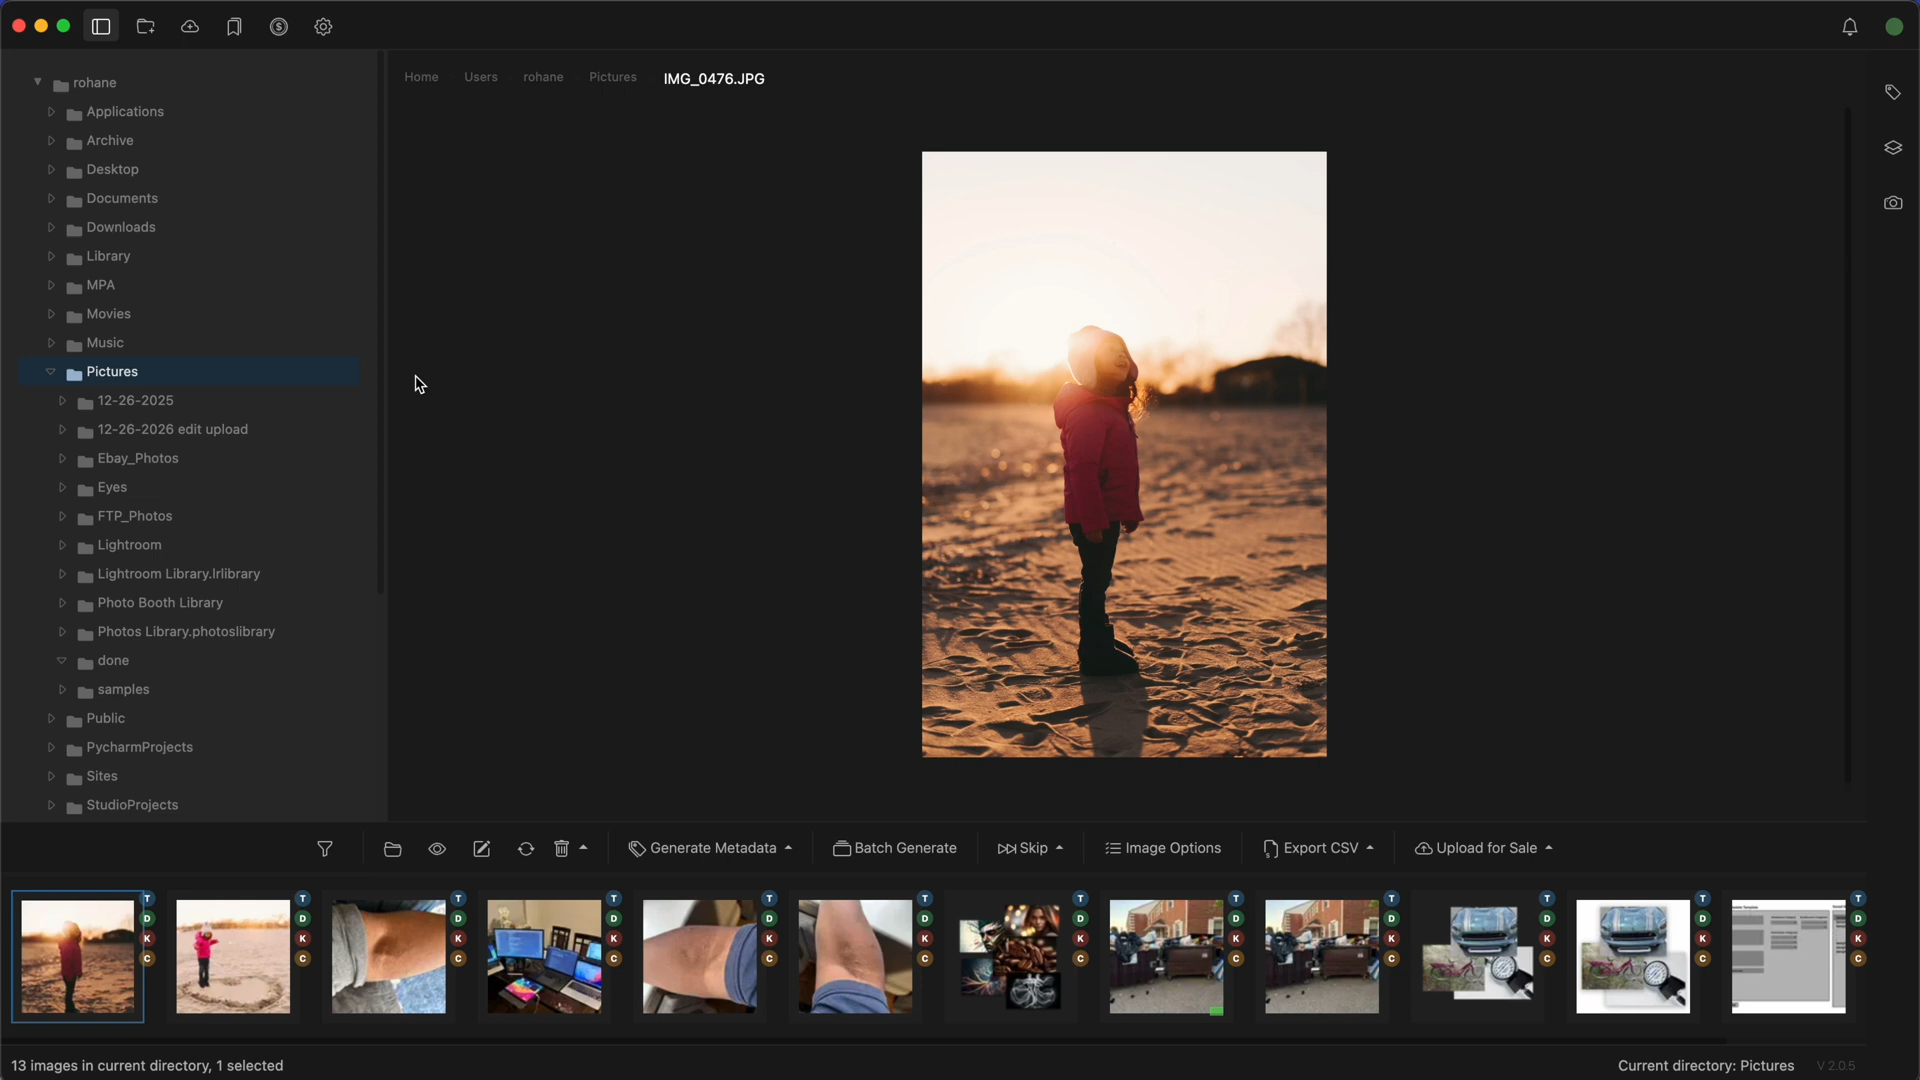 Home Users rohane Pictures IMG_0476.JPG
rohane
Applications
Archive
Desktop
Documents
Downloads
Library
MPA
Movies
Music
Pictures
12-26-2025
12-26-2026 edit upload
Ebay_Photos
Eyes
FTP_Photos
Lightroom
Lightroom Library.lrlibrary
Photo Booth Library
Photos Library.photoslibrary
done
samples
Public
PycharmProjects
Sites
StudioProjects
Generate Metadata Batch Generate Skip Image Options Export CSV Upload for Sale
T T T T T T T T T T T T
D D D D D D D D D D D D
K K K K K K K K K K K K
C C C C C C C C C C C C
13 images in current directory, 1 selected
Current directory: Pictures V 2.0.5